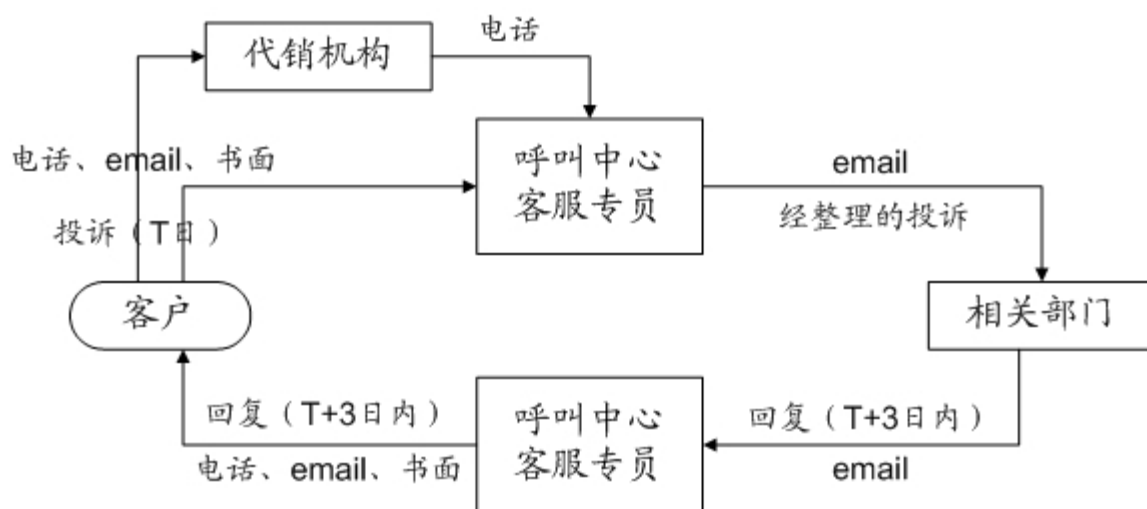 代销机构
电话
电话、email、书面
呼叫中心
客服专员
email
经整理的投诉
投诉（T日）
客户
相关部门
回复（T+3日内）
电话、email、书面
呼叫中心
客服专员
回复（T+3日内）
email